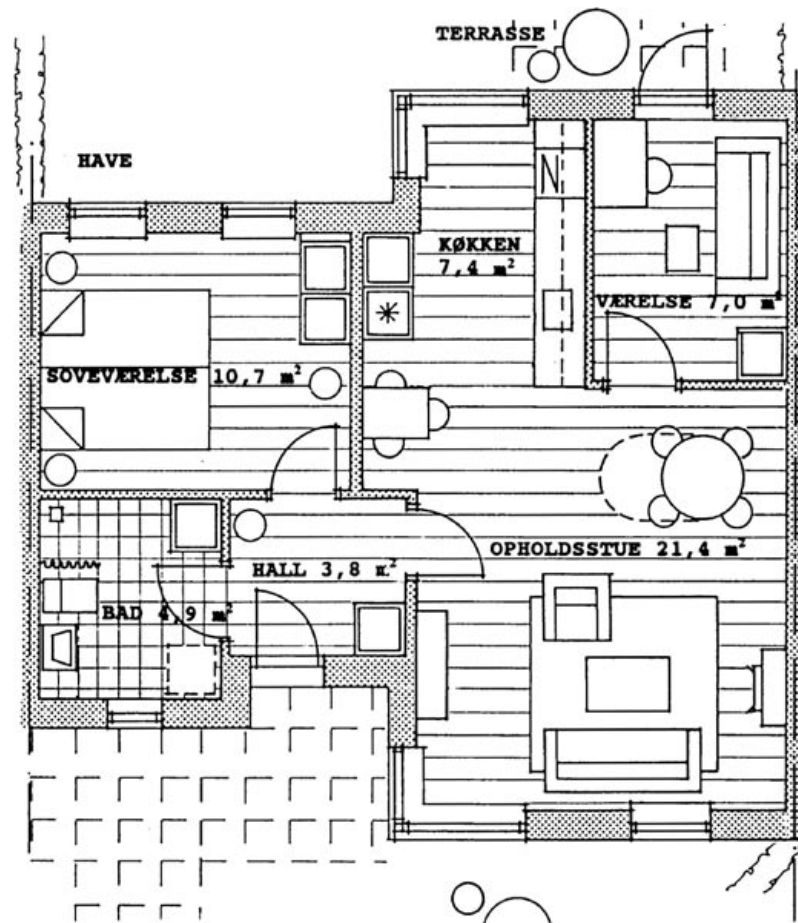 TERRASSE
HAVE
KØKKEN
7,4 m²
VÆRELSE 7,0 m²
SOVEVÆRELSE 10,7 m²
OPHOLDSSTUE 21,4 m²
HALL 3,8 m²
BAD 4,9 m²
N